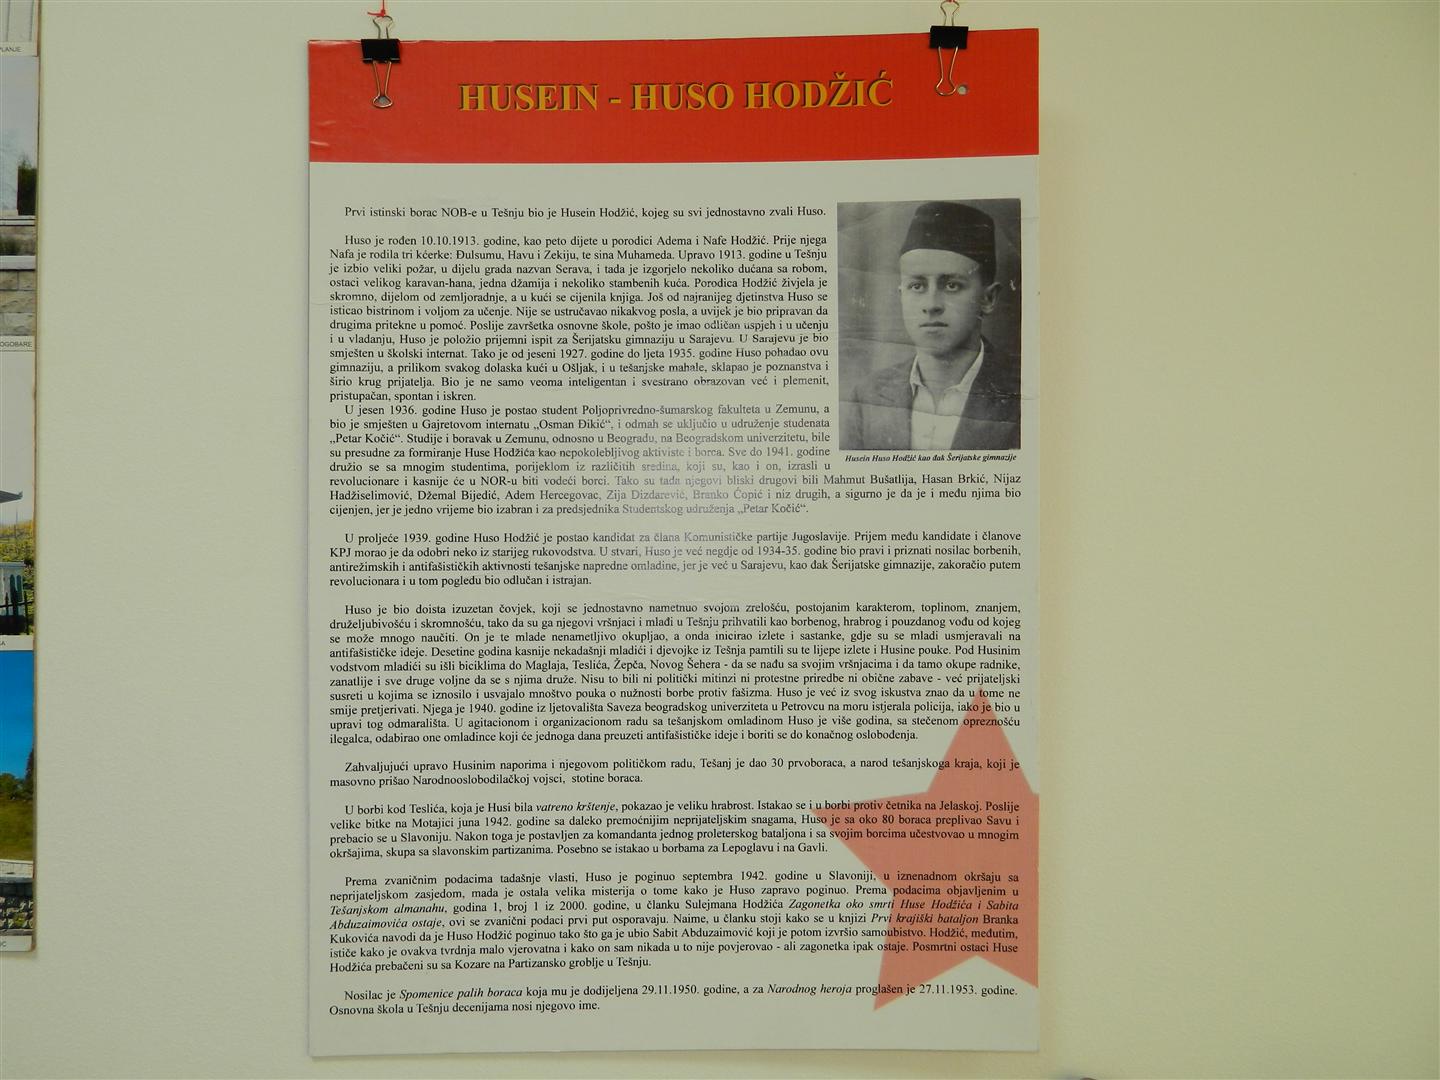 PLANJE
OGOBARE
HUSEIN - HUSO HODŽIĆ
Prvi istinski borac NOB-e u Tešnju bio je Husein Hodžić, kojeg su svi jednostavno zvali Huso.
Huso je rođen 10.10.1913. godine, kao peto dijete u porodici Adema i Nafe Hodžić. Prije njega
Nafa je rodila tri kćerke: Đulsumu, Havu i Zekiju, te sina Muhameda. Upravo 1913. godine u Tešnju
je izbio veliki požar, u dijelu grada nazvan Serava, i tada je izgorjelo nekoliko dućana sa robom,
ostaci velikog karavan-hana, jedna džamija i nekoliko stambenih kuća. Porodica Hodžić živjela je
skromno, dijelom od zemljoradnje, a u kući se cijenila knjiga. Još od najranijeg djetinstva Huso se
isticao bistrinom i voljom za učenje. Nije se ustručavao nikakvog posla, a uvijek je bio pripravan da
drugima pritekne u pomoć. Poslije završetka osnovne škole, pošto je imao odličan uspjeh i u učenju
i u vladanju, Huso je položio prijemni ispit za Šerijatsku gimnaziju u Sarajevu. U Sarajevu je bio
smješten u školski internat. Tako je od jeseni 1927. godine do ljeta 1935. godine Huso pohađao ovu
gimnaziju, a prilikom svakog dolaska kući u Ošljak, i u tešanjske mahale, sklapao je poznanstva i
širio krug prijatelja. Bio je ne samo veoma inteligentan i svestrano obrazovan već i plemenit,
pristupačan, spontan i iskren.
U jesen 1936. godine Huso je postao student Poljoprivredno-šumarskog fakulteta u Zemunu, a
bio je smješten u Gajretovom internatu „Osman Đikić“, i odmah se uključio u udruženje studenata
„Petar Kočić“. Studije i boravak u Zemunu, odnosno u Beogradu, na Beogradskom univerzitetu, bile
su presudne za formiranje Huse Hodžića kao nepokolebljivog aktiviste i borca. Sve do 1941. godine
družio se sa mnogim studentima, porijeklom iz različitih sredina, koji su, kao i on, izrasli u
revolucionare i kasnije će u NOR-u biti vodeći borci. Tako su tada njegovi bliski drugovi bili Mahmut Bušatlija, Hasan Brkić, Nijaz
Hadžiselimović, Džemal Bijedić, Adem Hercegovac, Zija Dizdarević, Branko Ćopić i niz drugih, a sigurno je da je i među njima bio
cijenjen, jer je jedno vrijeme bio izabran i za predsjednika Studentskog udruženja „Petar Kočić“.
Husein Huso Hodžić kao đak Šerijatske gimnazije
U proljeće 1939. godine Huso Hodžić je postao kandidat za člana Komunističke partije Jugoslavije. Prijem među kandidate i članove
KPJ morao je da odobri neko iz starijeg rukovodstva. U stvari, Huso je već negdje od 1934-35. godine bio pravi i priznati nosilac borbenih,
antirežimskih i antifašističkih aktivnosti tešanjske napredne omladine, jer je već u Sarajevu, kao đak Šerijatske gimnazije, zakoračio putem
revolucionara i u tom pogledu bio odlučan i istrajan.
Huso je bio doista izuzetan čovjek, koji se jednostavno nametnuo svojom zrelošću, postojanim karakterom, toplinom, znanjem,
druželjubivošću i skromnošću, tako da su ga njegovi vršnjaci i mlađi u Tešnju prihvatili kao borbenog, hrabrog i pouzdanog vođu od kojeg
se može mnogo naučiti. On je te mlade nenametljivo okupljao, a onda inicirao izlete i sastanke, gdje su se mladi usmjeravali na
antifašističke ideje. Desetine godina kasnije nekadašnji mladići i djevojke iz Tešnja pamtili su te lijepe izlete i Husine pouke. Pod Husinim
vodstvom mladići su išli biciklima do Maglaja, Teslića, Žepča, Novog Šehera - da se nađu sa svojim vršnjacima i da tamo okupe radnike,
zanatlije i sve druge voljne da se s njima druže. Nisu to bili ni politički mitinzi ni protestne priredbe ni obične zabave - već prijateljski
susreti u kojima se iznosilo i usvajalo mnoštvo pouka o nužnosti borbe protiv fašizma. Huso je već iz svog iskustva znao da u tome ne
smije pretjerivati. Njega je 1940. godine iz ljetovališta Saveza beogradskog univerziteta u Petrovcu na moru istjerala policija, iako je bio u
upravi tog odmarališta. U agitacionom i organizacionom radu sa tešanjskom omladinom Huso je više godina, sa stečenom opreznošću
ilegalca, odabirao one omladince koji će jednoga dana preuzeti antifašističke ideje i boriti se do konačnog oslobođenja.
Zahvaljujući upravo Husinim naporima i njegovom političkom radu, Tešanj je dao 30 prvoboraca, a narod tešanjskoga kraja, koji je
masovno prišao Narodnooslobodilačkoj vojsci, stotine boraca.
U borbi kod Teslića, koja je Husi bila vatreno krštenje, pokazao je veliku hrabrost. Istakao se i u borbi protiv četnika na Jelaskoj. Poslije
velike bitke na Motajici juna 1942. godine sa daleko premoćnijim neprijateljskim snagama, Huso je sa oko 80 boraca preplivao Savu i
prebacio se u Slavoniju. Nakon toga je postavljen za komandanta jednog proleterskog bataljona i sa svojim borcima učestvovao u mnogim
okršajima, skupa sa slavonskim partizanima. Posebno se istakao u borbama za Lepoglavu i na Gavli.
Prema zvaničnim podacima tadašnje vlasti, Huso je poginuo septembra 1942. godine u Slavoniji, u iznenadnom okršaju sa
neprijateljskom zasjedom, mada je ostala velika misterija o tome kako je Huso zapravo poginuo. Prema podacima objavljenim u
Tešanjskom almanahu, godina 1, broj 1 iz 2000. godine, u članku Sulejmana Hodžića Zagonetka oko smrti Huse Hodžića i Sabita
Abduzaimovića ostaje, ovi se zvanični podaci prvi put osporavaju. Naime, u članku stoji kako se u knjizi Prvi krajiški bataljon Branka
Kukovića navodi da je Huso Hodžić poginuo tako što ga je ubio Sabit Abduzaimović koji je potom izvršio samoubistvo. Hodžić, međutim,
ističe kako je ovakva tvrdnja malo vjerovatna i kako on sam nikada u to nije povjerovao - ali zagonetka ipak ostaje. Posmrtni ostaci Huse
Hodžića prebačeni su sa Kozare na Partizansko groblje u Tešnju.
Nosilac je Spomenice palih boraca koja mu je dodijeljena 29.11.1950. godine, a za Narodnog heroja proglašen je 27.11.1953. godine.
Osnovna škola u Tešnju decenijama nosi njegovo ime.